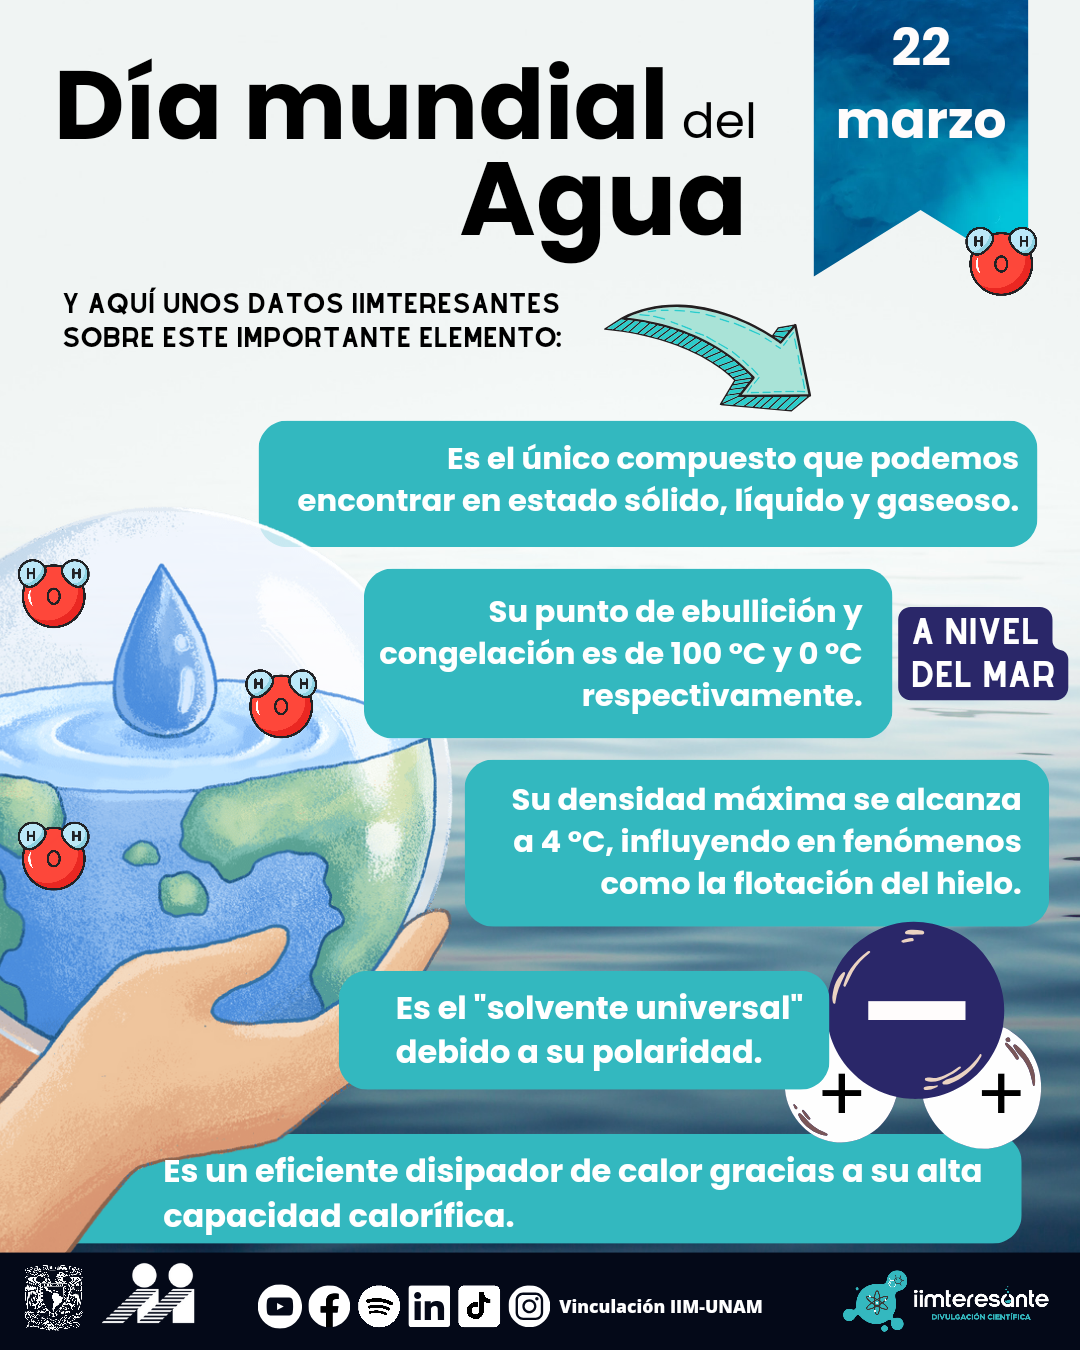 Día mundial del
Agua
22
marzo
H H
O
Y AQUÍ UNOS DATOS IIMTERESANTES
SOBRE ESTE IMPORTANTE ELEMENTO:
Es el único compuesto que podemos
encontrar en estado sólido, líquido y gaseoso.
H H
O
Su punto de ebullición y
congelación es de 100 °C y 0 °C
respectivamente.
A NIVEL
DEL MAR
H H
O
Su densidad máxima se alcanza
a 4 °C, influyendo en fenómenos
como la flotación del hielo.
H H
O
Es el "solvente universal"
debido a su polaridad.
−
+ +
Es un eficiente disipador de calor gracias a su alta
capacidad calorífica.
in
Vinculación IIM-UNAM
iimteresante
DIVULGACIÓN CIENTÍFICA